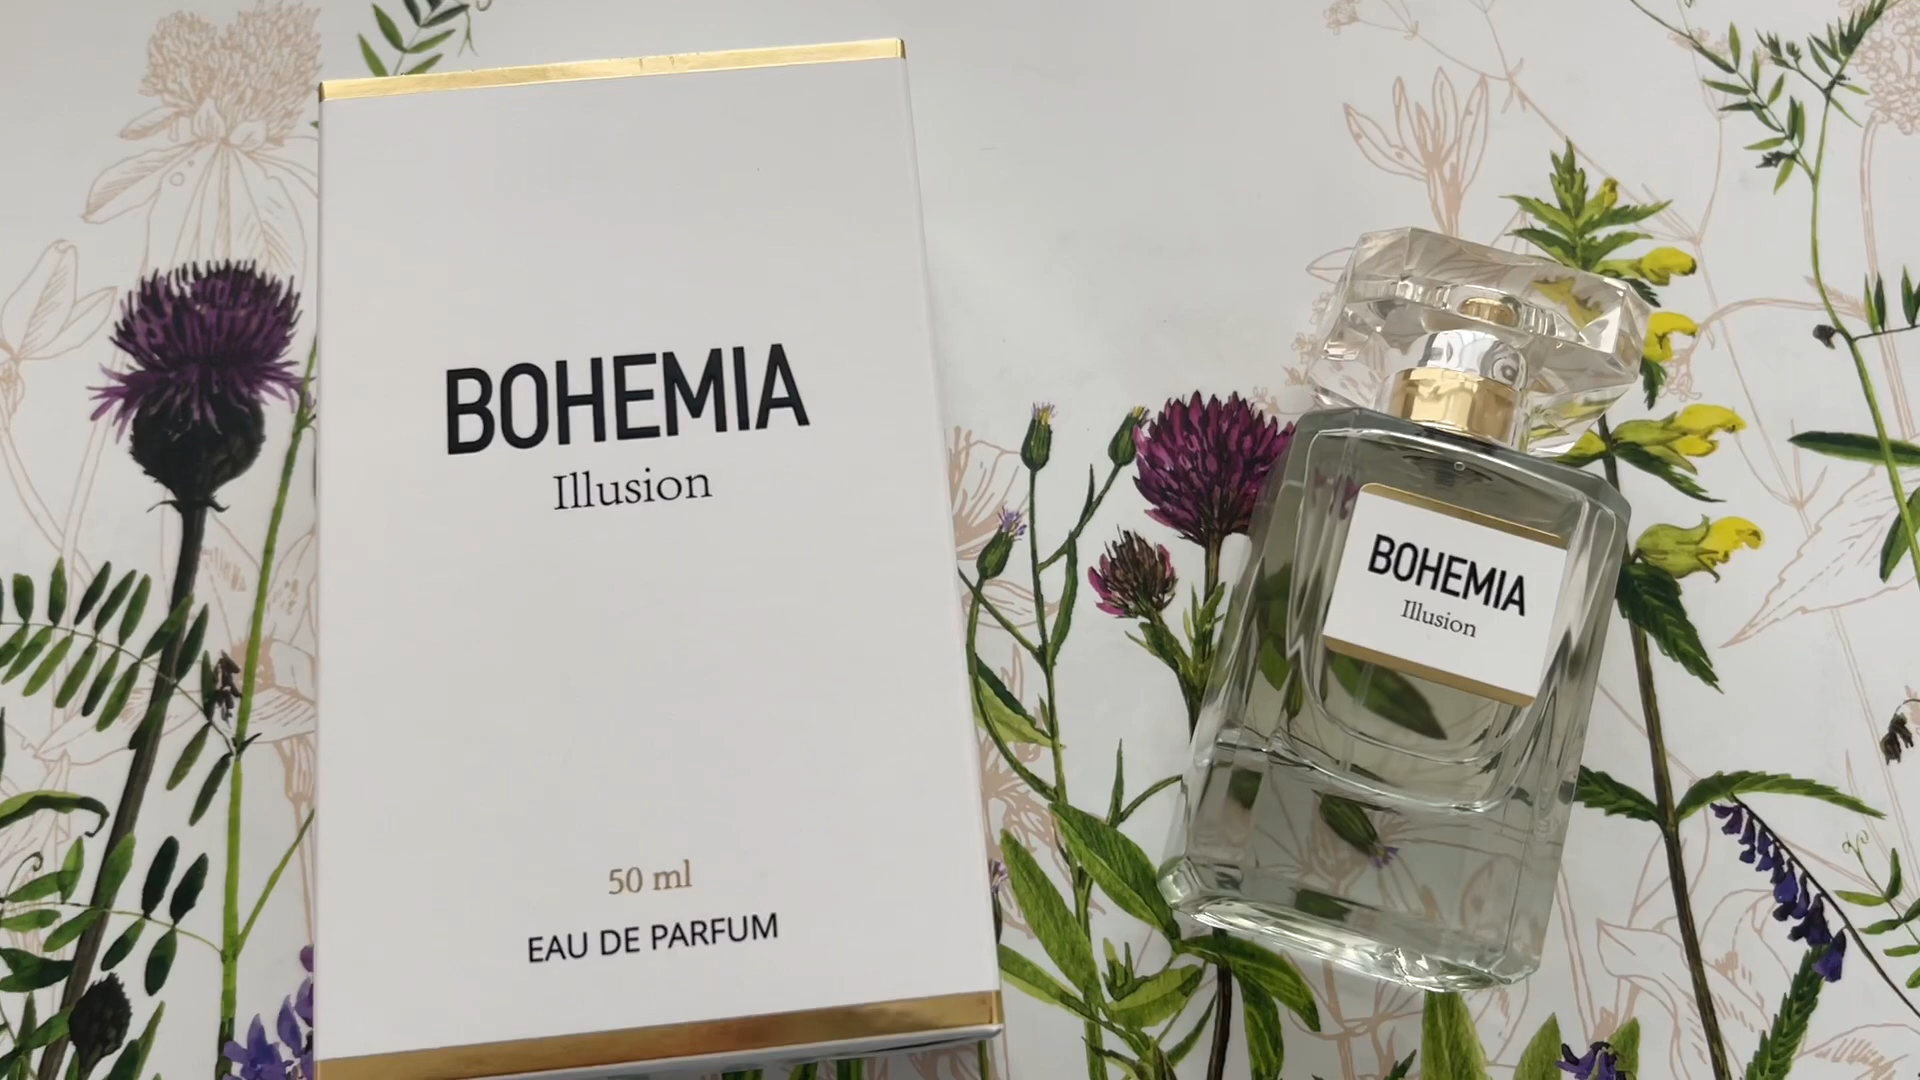 BOHEMIA
Illusion
50 ml
EAU DE PARFUM
BOHEMIA
Illusion